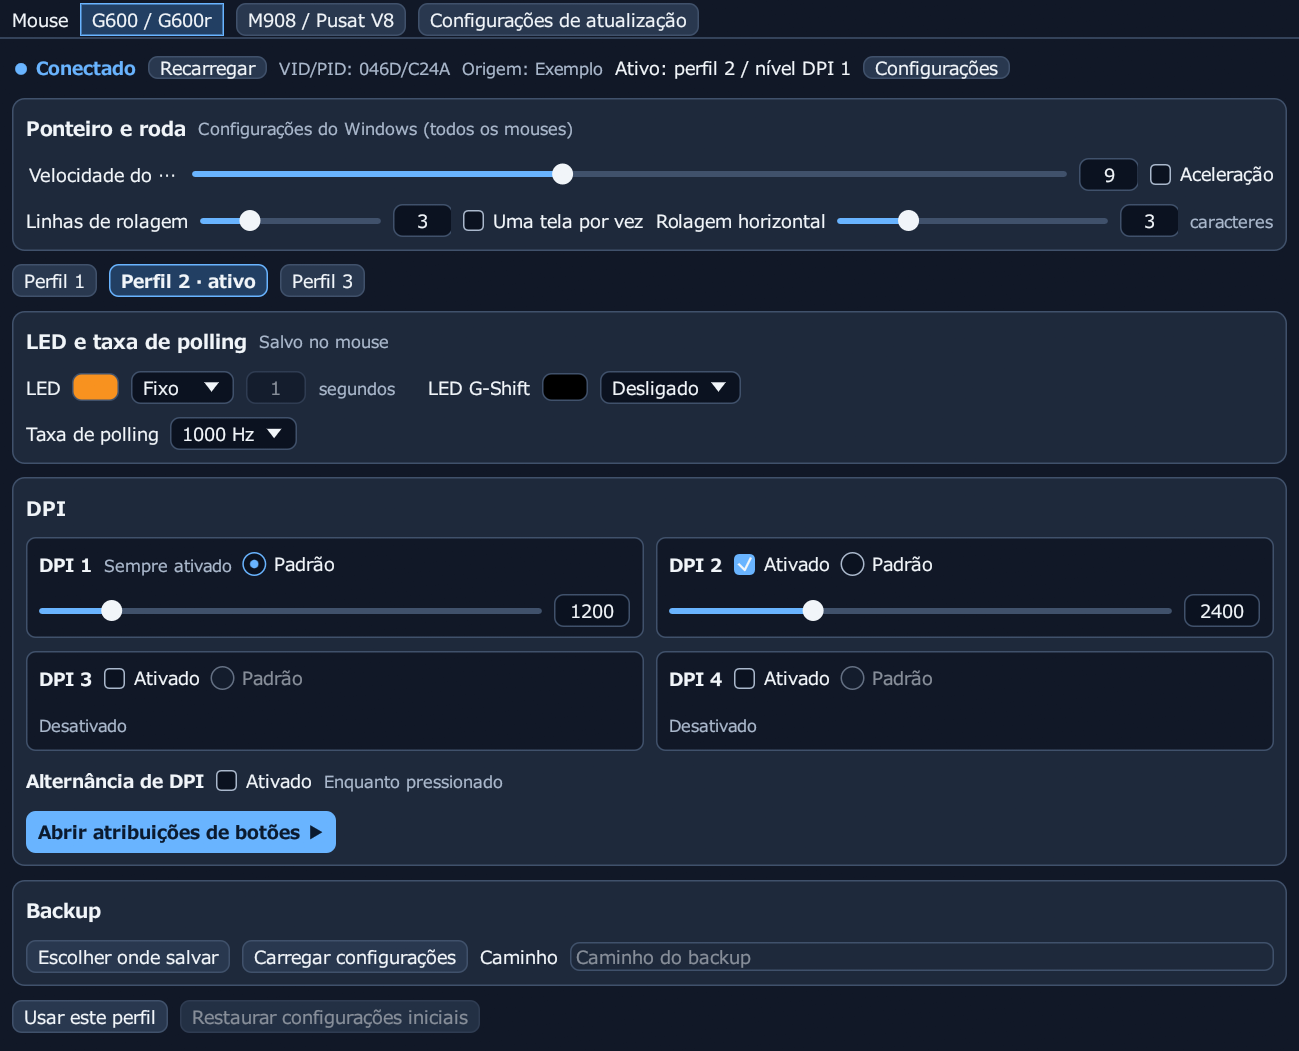 Mouse G600 / G600r M908 / Pusat V8 Configurações de atualização
Conectado Recarregar VID/PID: 046D/C24A Origem: Exemplo Ativo: perfil 2 / nível DPI 1 Configurações
Ponteiro e roda Configurações do Windows (todos os mouses)
Velocidade do ··· 9 Aceleração
Linhas de rolagem 3 Uma tela por vez Rolagem horizontal 3 caracteres
Perfil 1 Perfil 2 · ativo Perfil 3
LED e taxa de polling Salvo no mouse
LED Fixo 1 segundos LED G-Shift Desligado
Taxa de polling 1000 Hz
DPI
DPI 1 Sempre ativado Padrão
1200
DPI 2 Ativado Padrão
2400
DPI 3 Ativado Padrão
Desativado
DPI 4 Ativado Padrão
Desativado
Alternância de DPI Ativado Enquanto pressionado
Abrir atribuições de botões
Backup
Escolher onde salvar Carregar configurações Caminho Caminho do backup
Usar este perfil Restaurar configurações iniciais